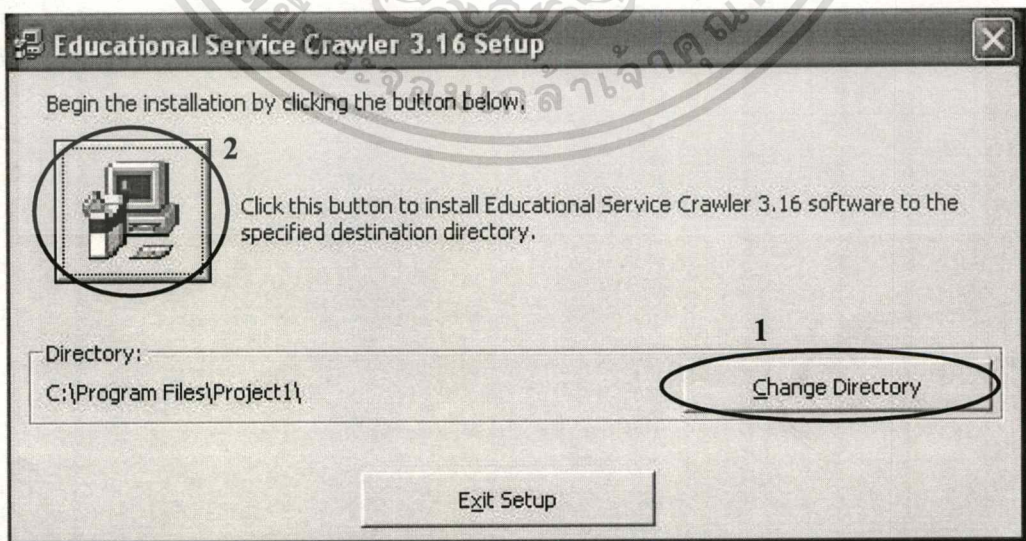 Educational Service Crawler 3.16 Setup
Begin the installation by clicking the button below.
2
Click this button to install Educational Service Crawler 3.16 software to the
specified destination directory.
1
Directory:
C:\Program Files\Project1\
Change Directory
Exit Setup